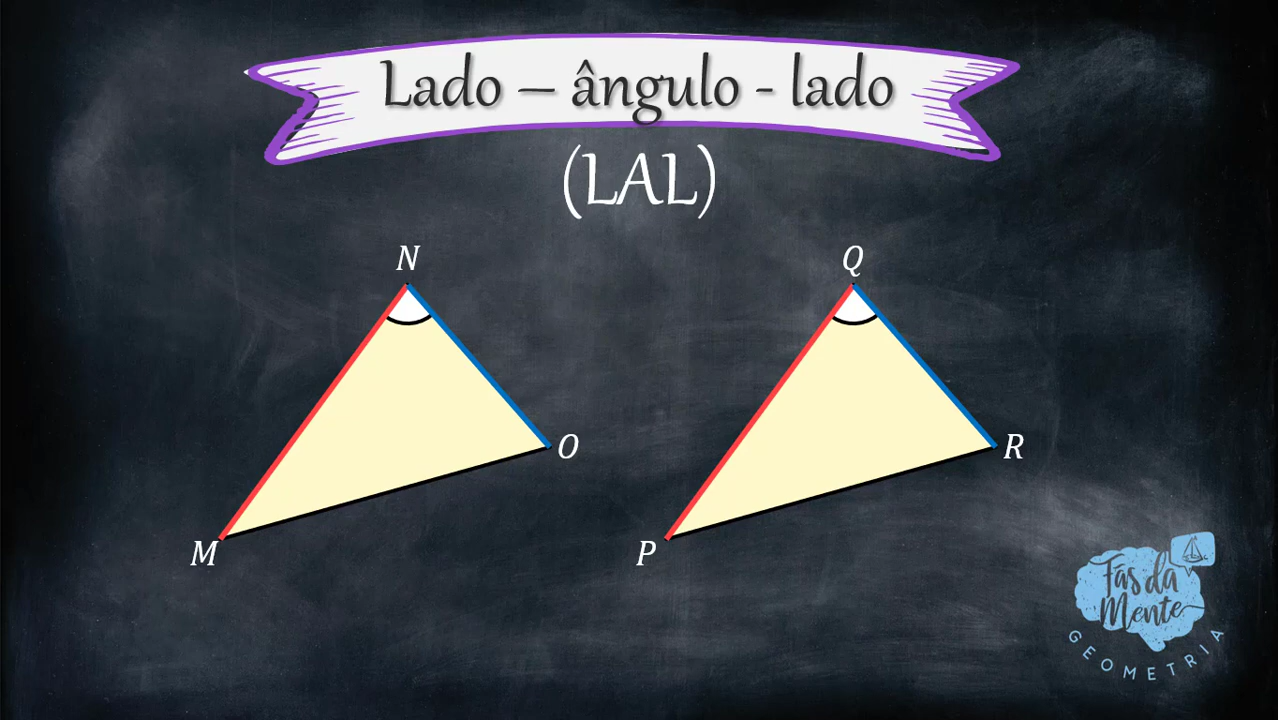 Lado – ângulo - lado
(LAL)
N
Q
O
R
M
P
Fãs da
Mente
GEOMETRIA